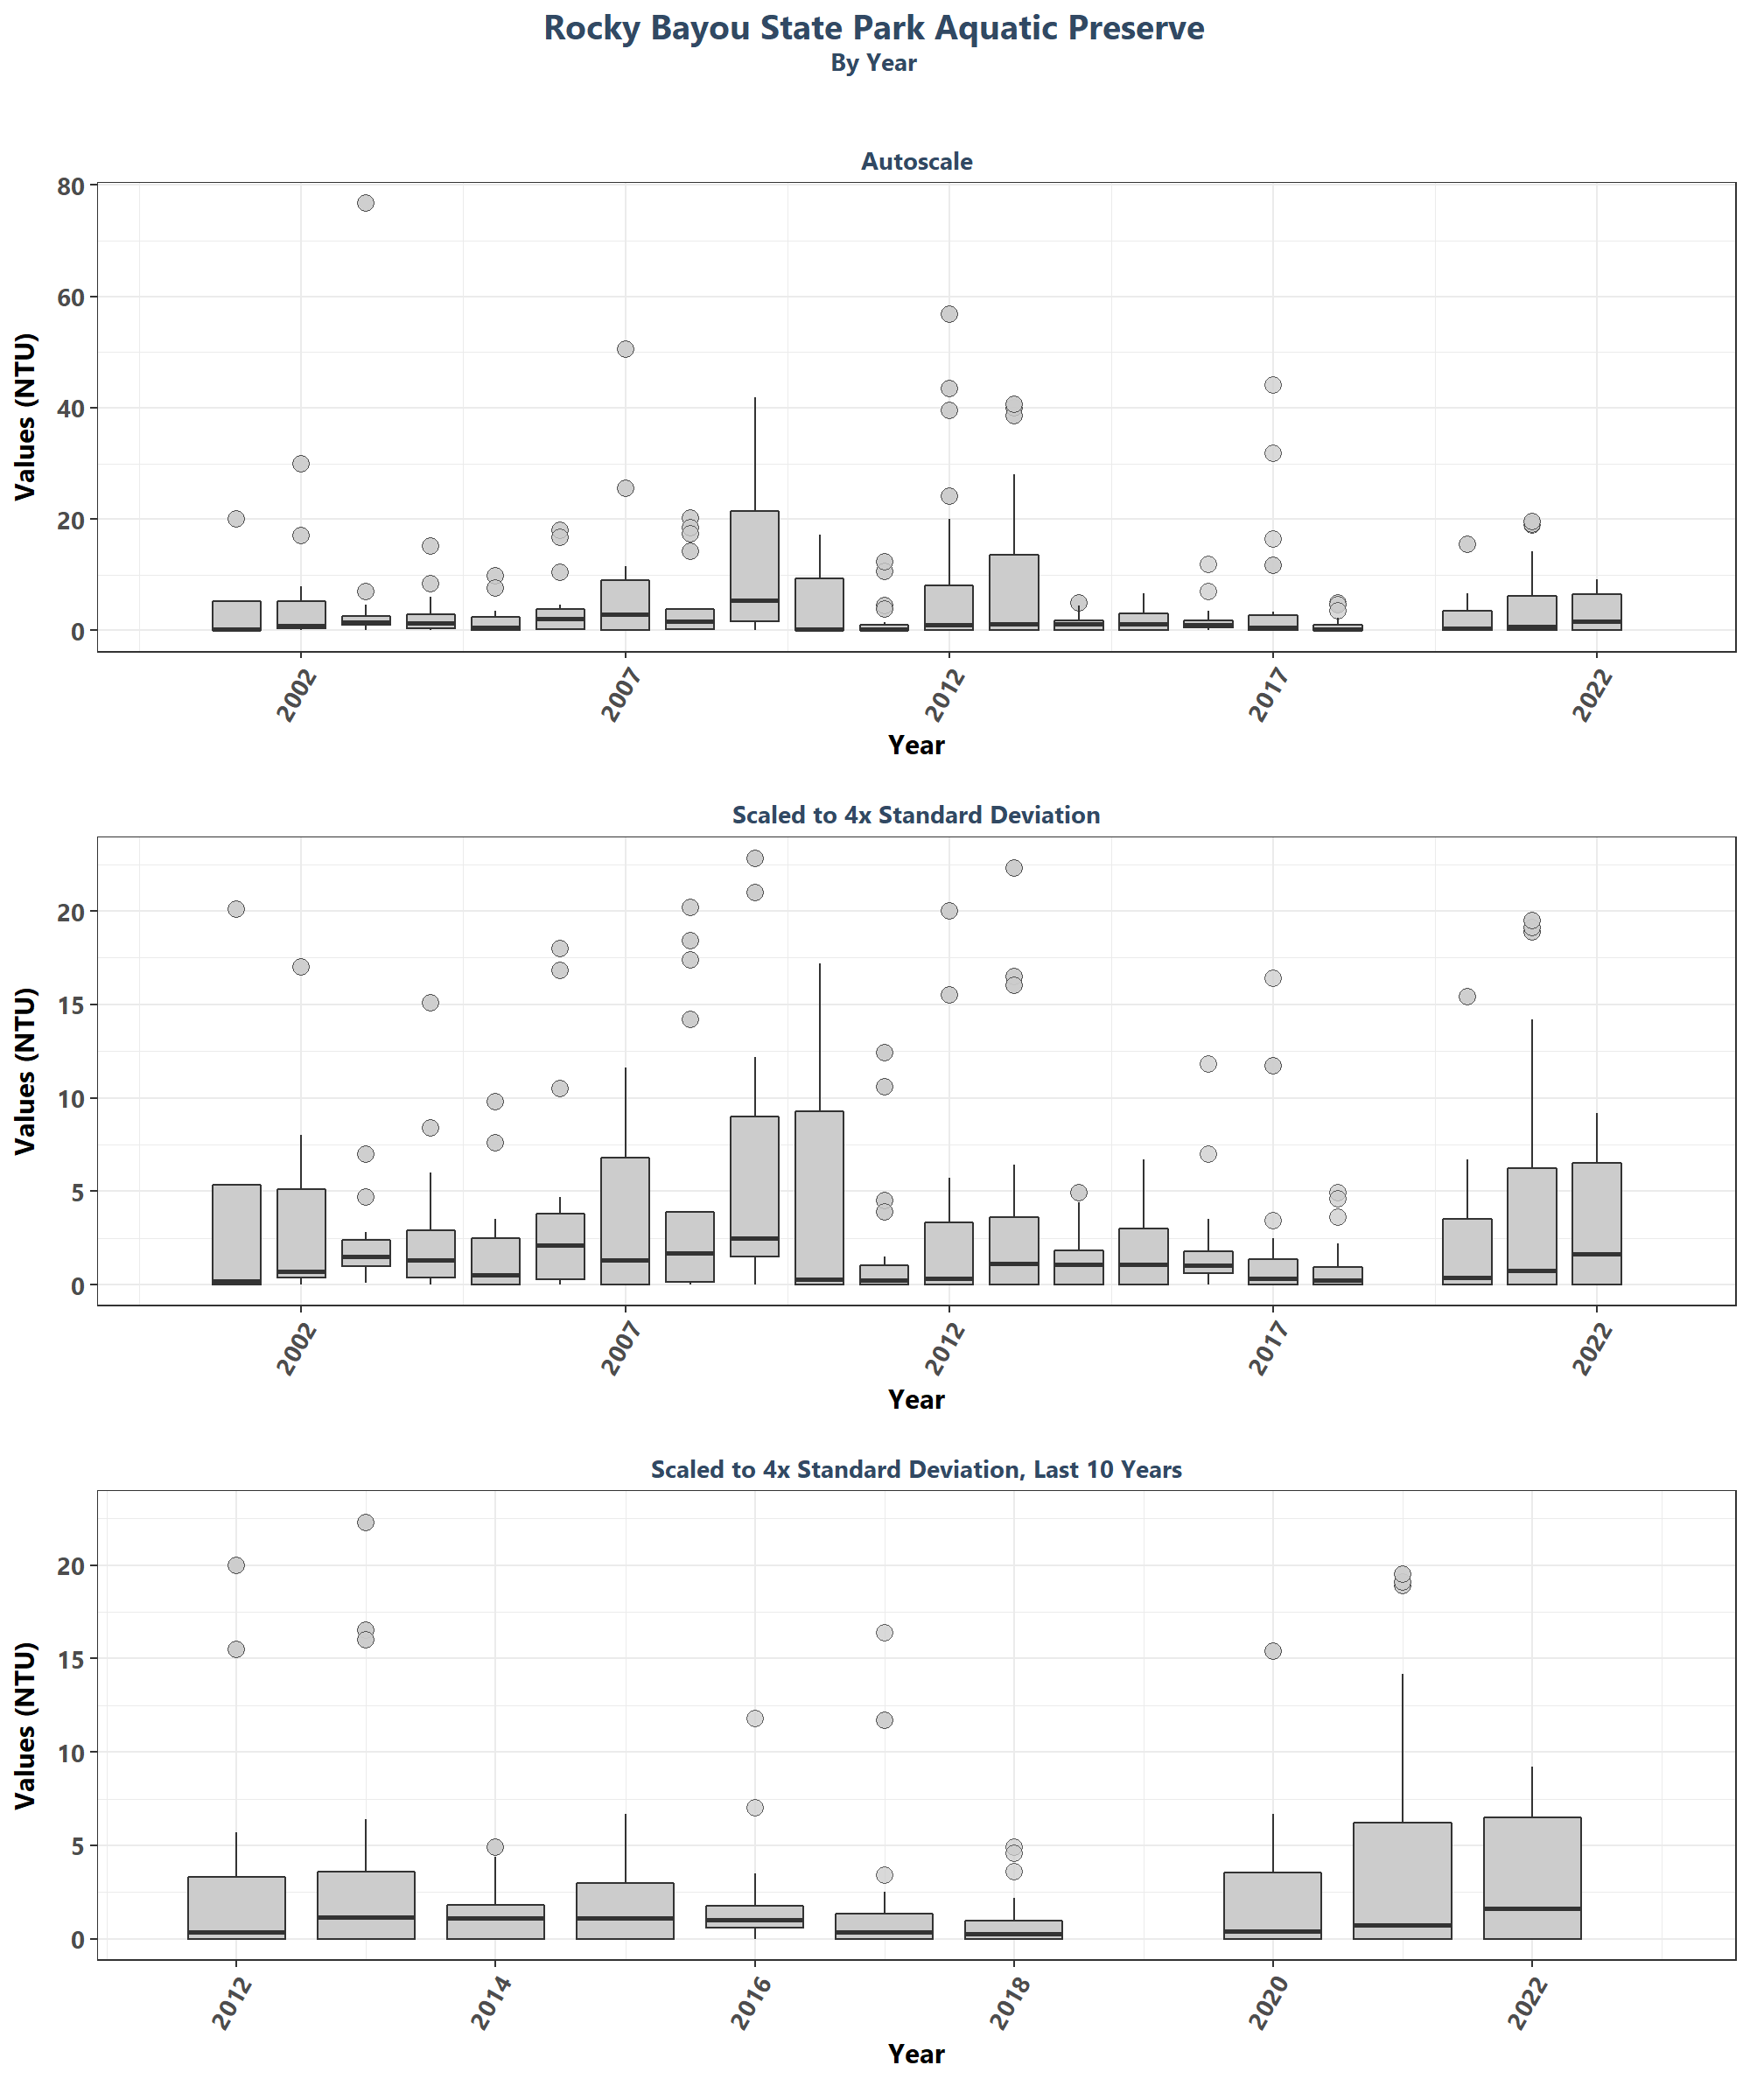 Rocky Bayou State Park Aquatic Preserve
By Year
Autoscale
Values (NTU)
80
60
40
20
0
2002
2007
2012
2017
2022
Year
Scaled to 4x Standard Deviation
Values (NTU)
20
15
10
5
0
2002
2007
2012
2017
2022
Year
Scaled to 4x Standard Deviation, Last 10 Years
Values (NTU)
20
15
10
5
0
2012
2014
2016
2018
2020
2022
Year